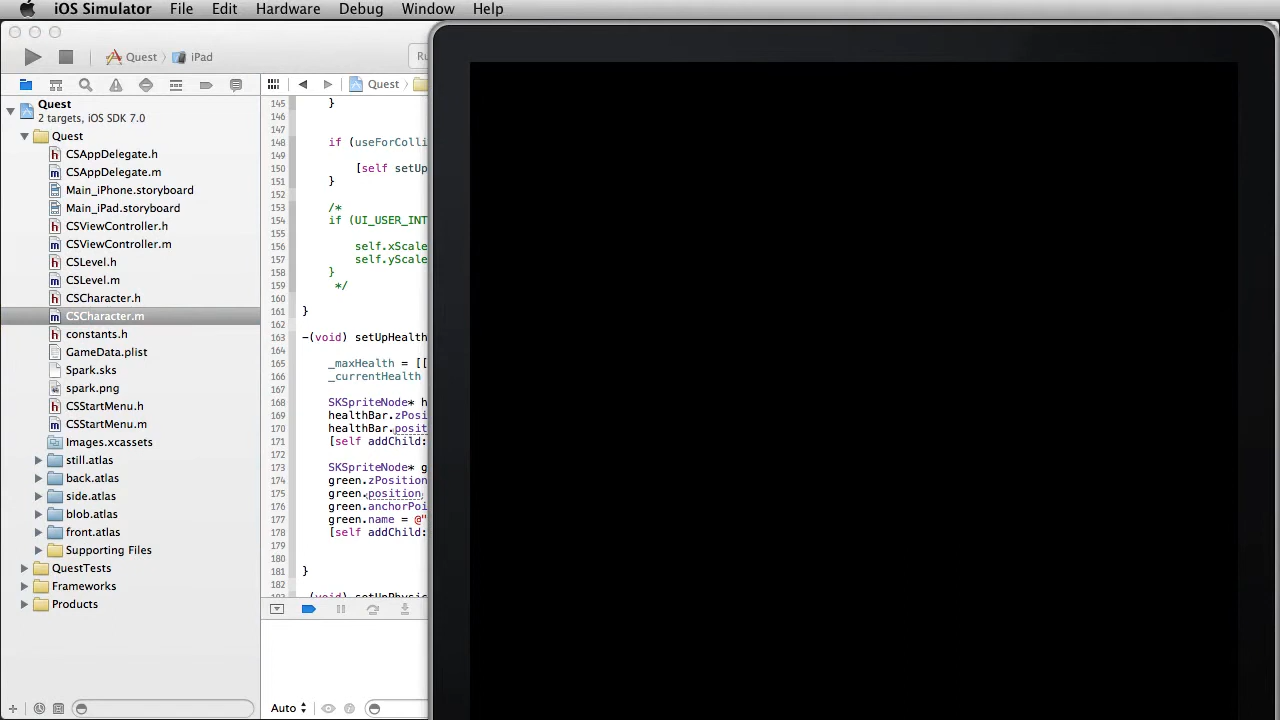 iOS Simulator File Edit Hardware Debug Window Help
Quest iPad Ru
Quest
Quest
2 targets, iOS SDK 7.0
Quest
CSAppDelegate.h
CSAppDelegate.m
Main_iPhone.storyboard
Main_iPad.storyboard
CSViewController.h
CSViewController.m
CSLevel.h
CSLevel.m
CSCharacter.h
CSCharacter.m
constants.h
GameData.plist
Spark.sks
spark.png
CSStartMenu.h
CSStartMenu.m
Images.xcassets
still.atlas
back.atlas
side.atlas
blob.atlas
front.atlas
Supporting Files
QuestTests
Frameworks
Products
145 }
146
147
148 if (useForColli
149
150 [self setUp
151 }
152
153 /*
154 if (UI_USER_INT
155
156 self.xScale
157 self.yScale
158 }
159 */
160
161 }
162
163 -(void) setUpHealth
164
165 _maxHealth = [[
166 _currentHealth
167
168 SKSpriteNode* h
169 healthBar.zPosi
170 healthBar.posit
171 [self addChild:
172
173 SKSpriteNode* g
174 green.zPosition
175 green.position
176 green.anchorPoi
177 green.name = @"
178 [self addChild:
179
180
181 }
182
(void) setUpPhysic
Auto